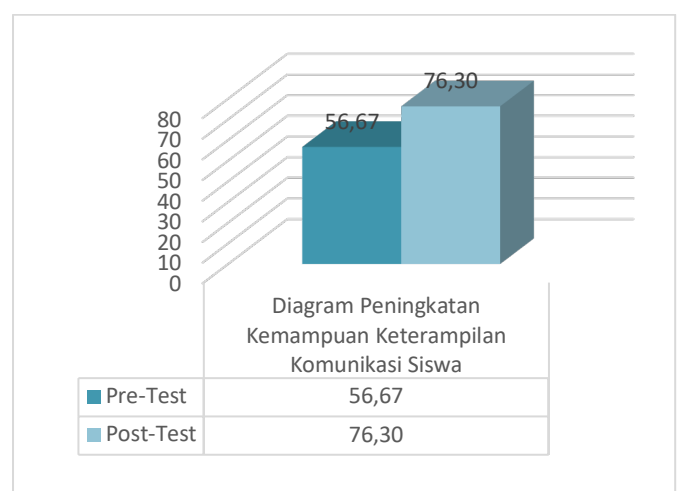 76,30
56,67
80
70
60
50
40
30
20
10
0
Diagram Peningkatan
Kemampuan Keterampilan
Komunikasi Siswa
Pre-Test 56,67
Post-Test 76,30